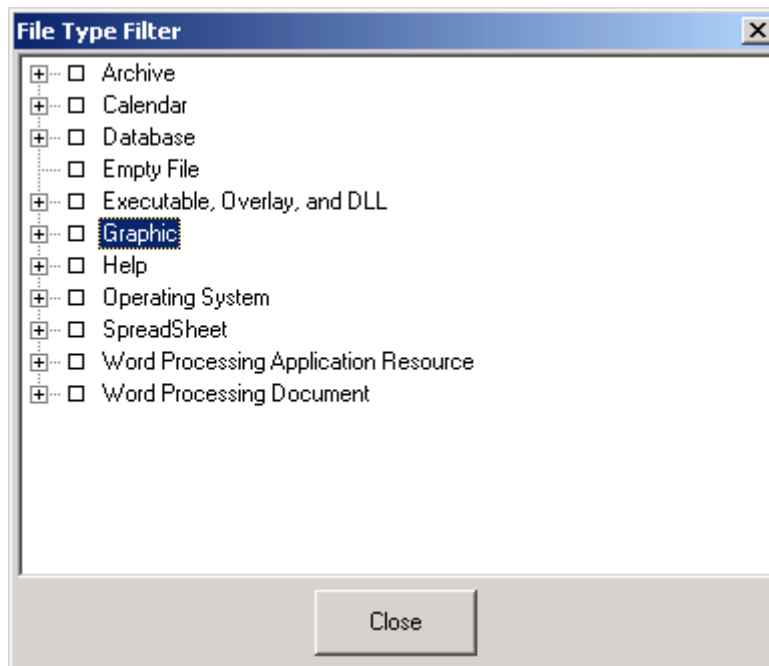 File Type Filter
Archive
Calendar
Database
Empty File
Executable, Overlay, and DLL
Graphic
Help
Operating System
SpreadSheet
Word Processing Application Resource
Word Processing Document
Close